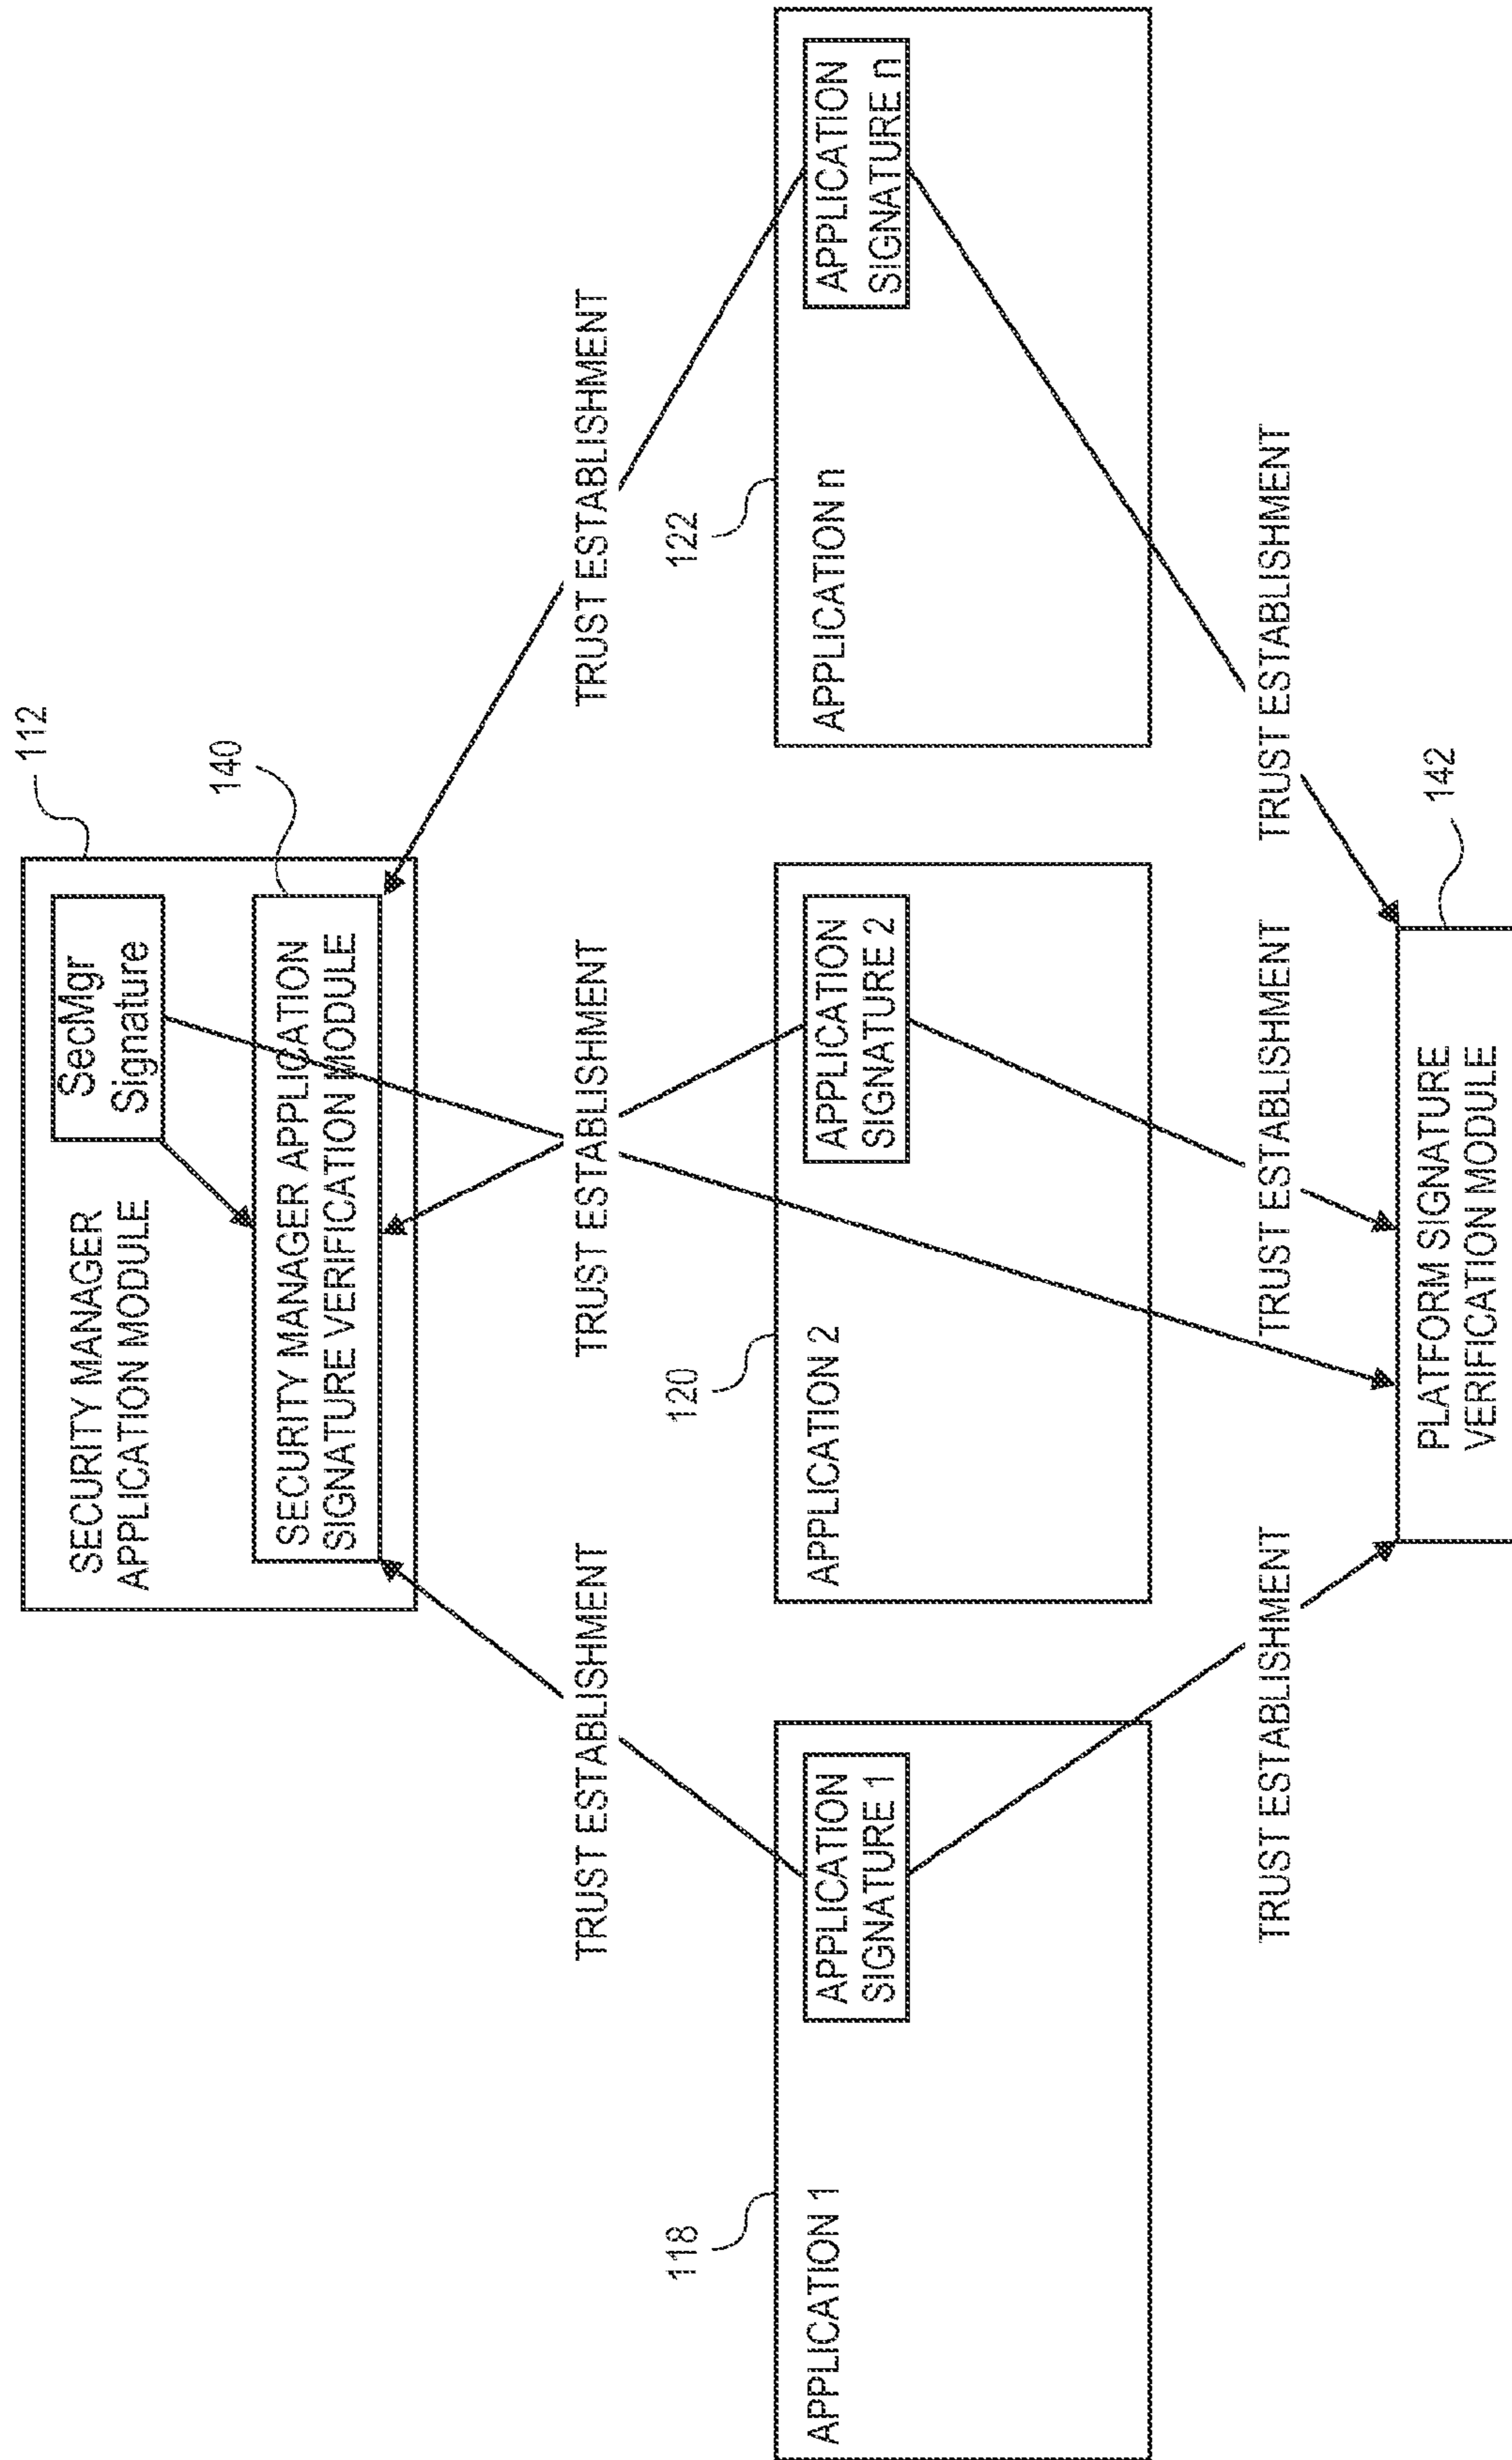 112
SECURITY MANAGER
APPLICATION MODULE
SecMgr
Signature
140
SECURITY MANAGER APPLICATION
SIGNATURE VERIFICATION MODULE
TRUST ESTABLISHMENT
TRUST ESTABLISHMENT
TRUST ESTABLISHMENT
118
APPLICATION 1
APPLICATION
SIGNATURE 1
120
APPLICATION 2
APPLICATION
SIGNATURE 2
122
APPLICATION n
APPLICATION
SIGNATURE n
TRUST ESTABLISHMENT
TRUST ESTABLISHMENT
TRUST ESTABLISHMENT
PLATFORM SIGNATURE
VERIFICATION MODULE
142